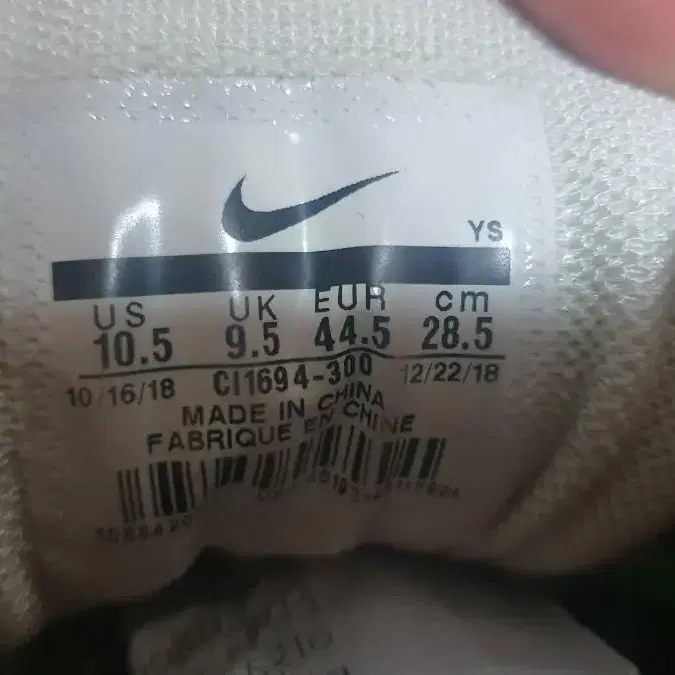 YS
US UK EUR cm
10.5 9.5 44.5 28.5
10/16/18 CI1694-300 12/22/18
MADE IN CHINA
FABRIQUE EN CHINE